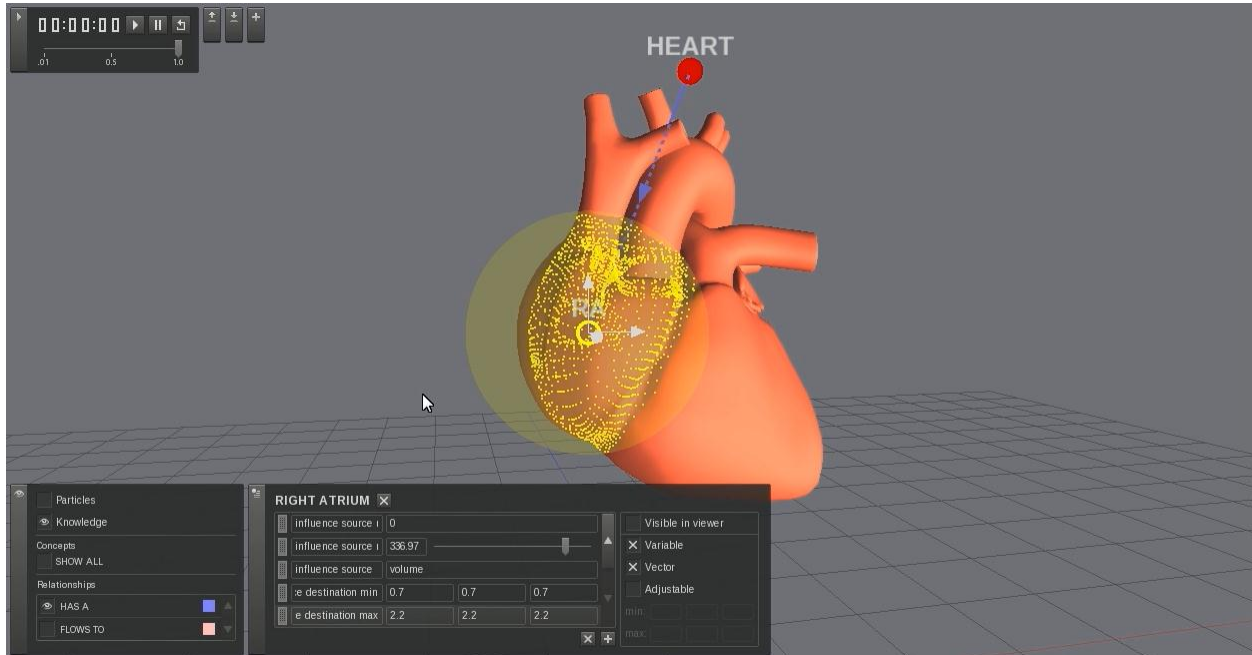 00:00:00
.01 0.5 1.0
HEART
RA
Particles
Knowledge
Concepts
SHOW ALL
Relationships
HAS A
FLOWS TO
RIGHT ATRIUM
influence source 0
influence source 336.97
influence source volume
:e destination min 0.7 0.7 0.7
e destination max 2.2 2.2 2.2
Visible in viewer
Variable
Vector
Adjustable
min:
max: